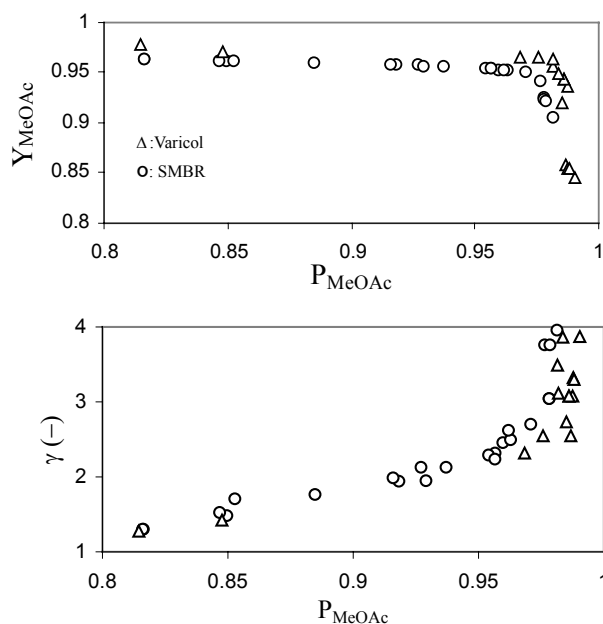 1
0.95
0.9
0.85
0.8
Y_MeOAc
Δ:Varicol
O: SMBR
0.8 0.85 0.9 0.95 1
P_MeOAc
4
3
2
1
γ (−)
0.8 0.85 0.9 0.95 1
P_MeOAc